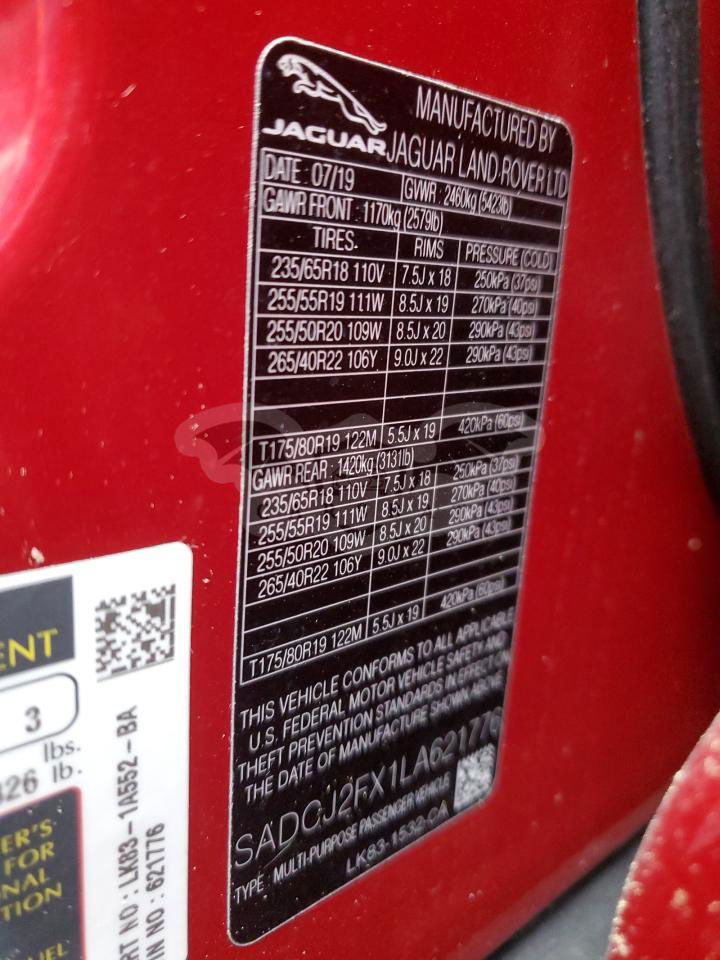 JAGUAR
MANUFACTURED BY
JAGUAR LAND ROVER LTD
DATE: 07/19 GVWR: 2460kg (5423lb)
GAWR FRONT: 1170kg (2579lb)
TIRES. RIMS PRESSURE (COLD)
235/65R18 110V 7.5J x 18 250kPa (37psi)
255/55R19 111W 8.5J x 19 270kPa (40psi)
255/50R20 109W 8.5J x 20 290kPa (43psi)
265/40R22 106Y 9.0J x 22 290kPa (43psi)
T175/80R19 122M 5.5J x 19 420kPa (60psi)
GAWR REAR: 1420kg (3131lb)
235/65R18 110V 7.5J x 18 250kPa (37psi)
255/55R19 111W 8.5J x 19 270kPa (40psi)
255/50R20 109W 8.5J x 20 290kPa (43psi)
265/40R22 106Y 9.0J x 22 290kPa (43psi)
T175/80R19 122M 5.5J x 19 420kPa (60psi)
THIS VEHICLE CONFORMS TO ALL APPLICABLE
U.S. FEDERAL MOTOR VEHICLE SAFETY AND
THEFT PREVENTION STANDARDS IN EFFECT ON
THE DATE OF MANUFACTURE SHOWN ABOVE
SADCJ2FX1LA621776
TYPE: MULTI-PURPOSE PASSENGER VEHICLE
LK83-1532-CA
ENT
3
lbs.
826 lb.
ER'S
FOR
NAL
TION
UEL
RT NO: LK83-1A552-BA
IN NO: 621776